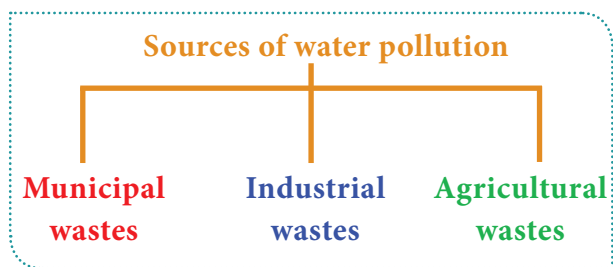 Sources of water pollution
Municipal wastes
Industrial wastes
Agricultural wastes